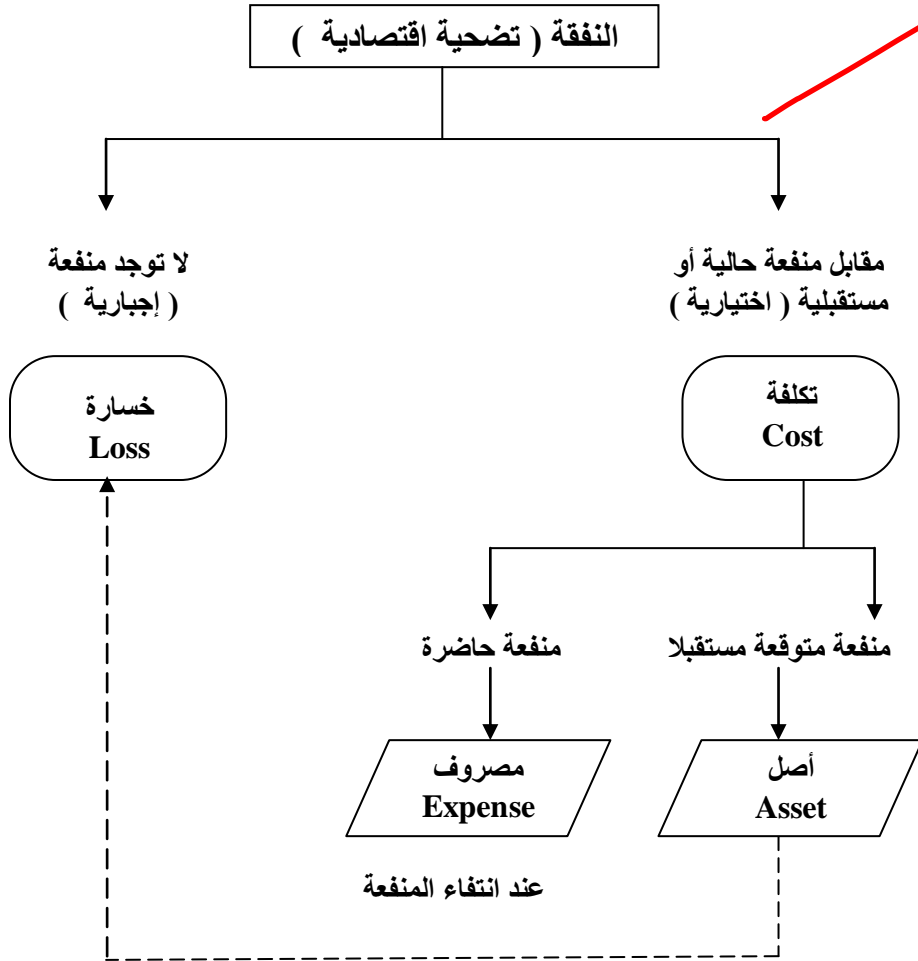 النفقة ( تضحية اقتصادية )
مقابل منفعة حالية أو
مستقبلية ( اختيارية )
لا توجد منفعة
( إجبارية )
تكلفة
Cost
خسارة
Loss
منفعة متوقعة مستقبلا
منفعة حاضرة
أصل
Asset
مصروف
Expense
عند انتفاء المنفعة